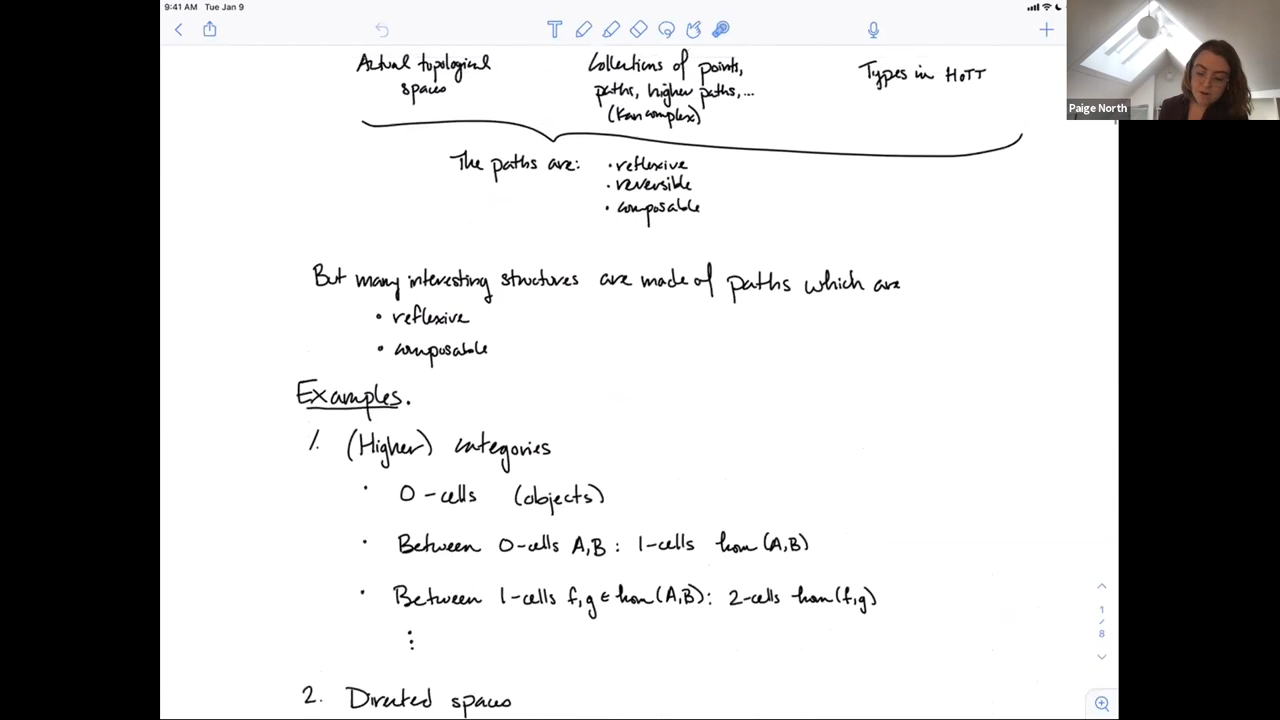 9:41 AM Tue Jan 9
Actual topological
spaces
Collections of points,
paths, higher paths,...
(Kan complex)
Types in HoTT
Paige North
The paths are: • reflexive
• reversible
• composable
But many interesting structures are made of paths which are
• reflexive
• composable
Examples.
1. (Higher) categories
• 0-cells (objects)
• Between 0-cells A,B: 1-cells hom(A,B)
• Between 1-cells f,g ∈ hom(A,B): 2-cells hom(f,g)
⋮
1
/
8
2. Directed spaces